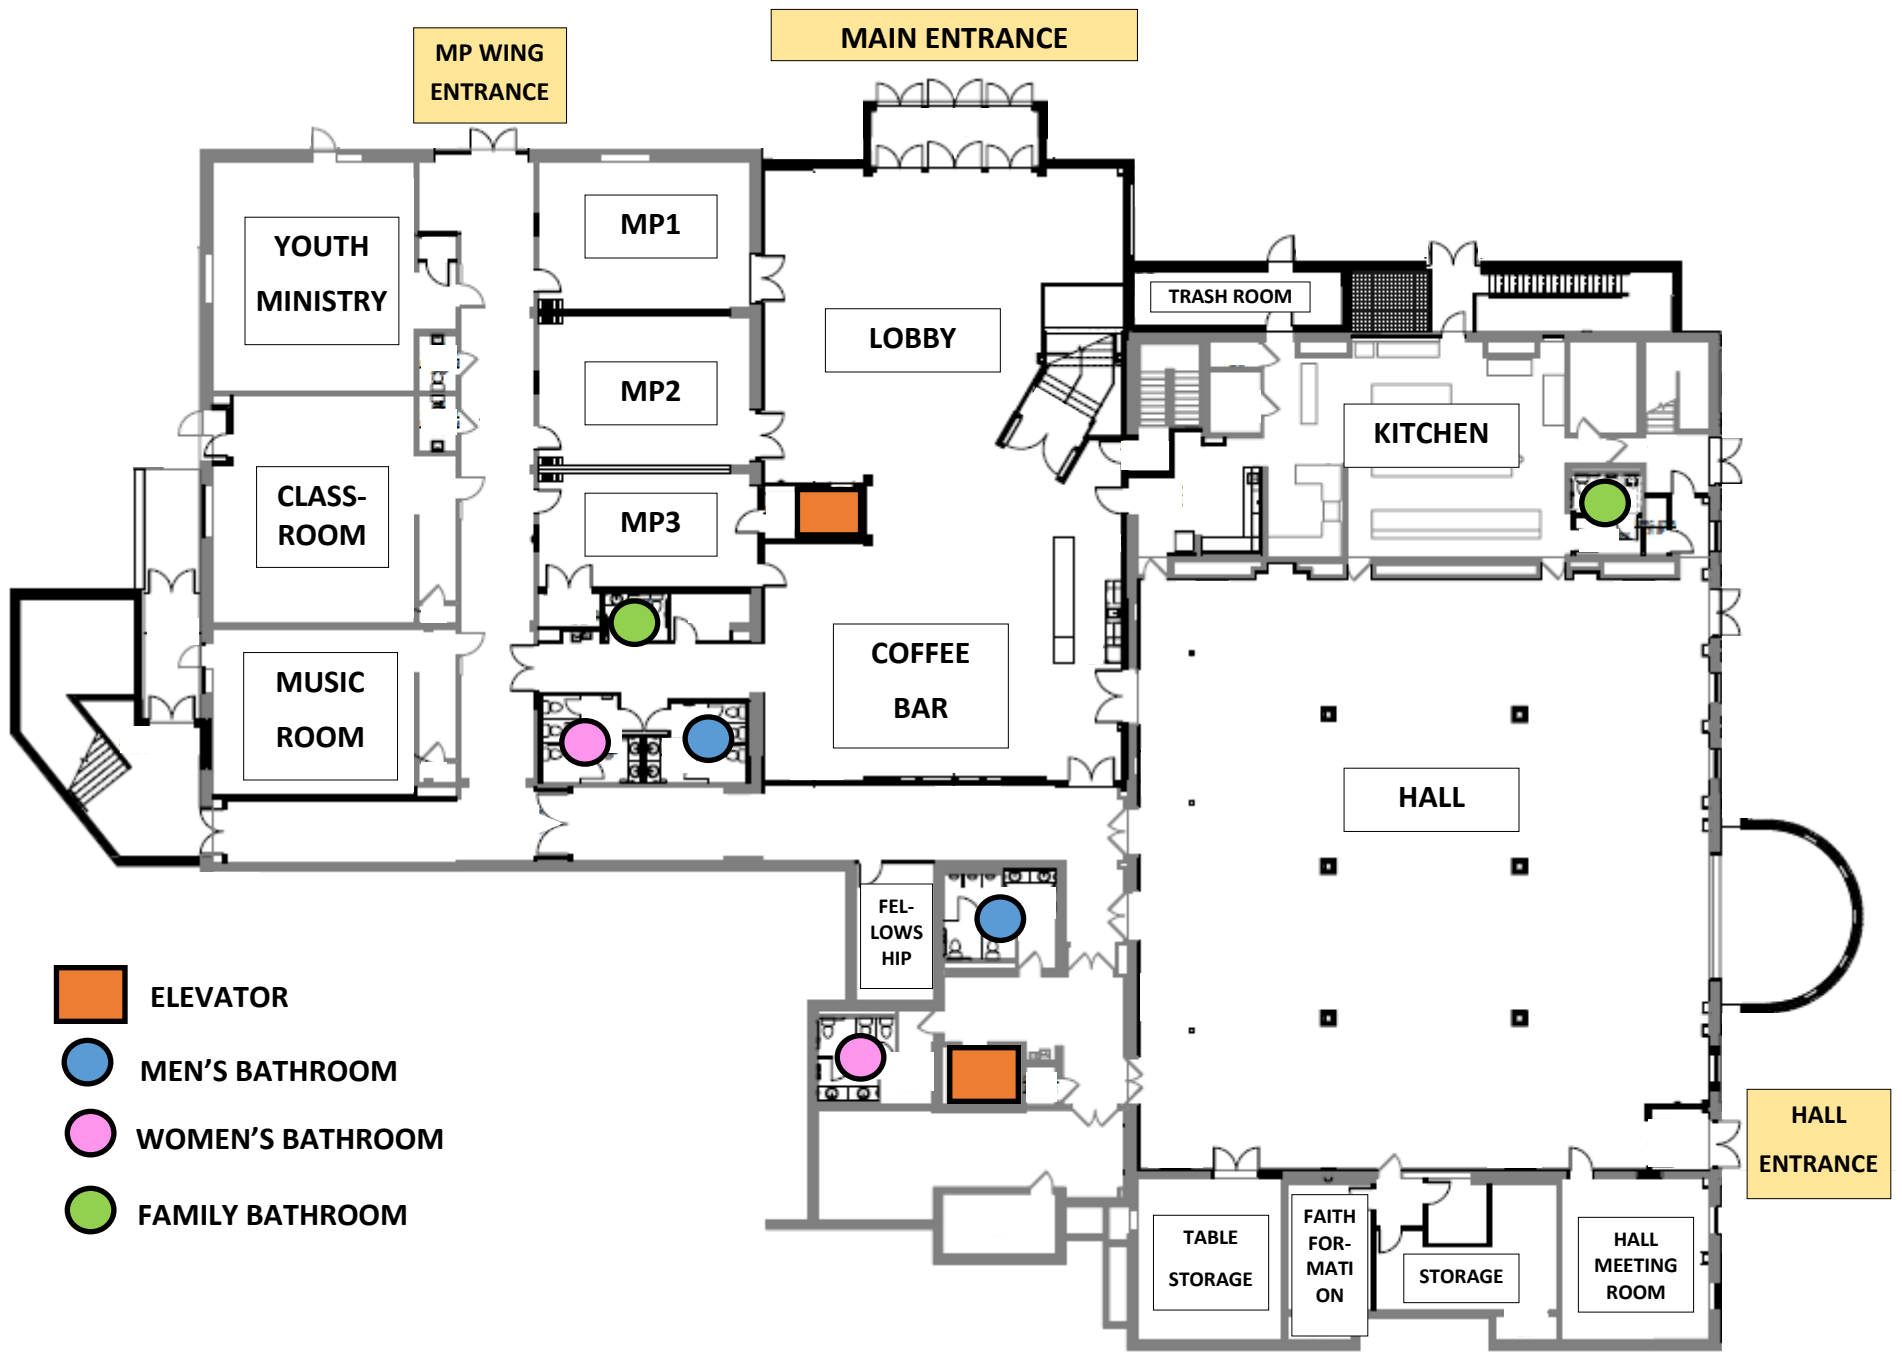 MAIN ENTRANCE
MP WING
ENTRANCE
MP1
YOUTH
MINISTRY
TRASH ROOM
LOBBY
MP2
KITCHEN
CLASS-
ROOM
MP3
COFFEE
BAR
MUSIC
ROOM
HALL
FEL-
LOWS
HIP
ELEVATOR
MEN’S BATHROOM
WOMEN’S BATHROOM
FAMILY BATHROOM
HALL
ENTRANCE
TABLE
STORAGE
FAITH
FOR-
MATI
ON
STORAGE
HALL
MEETING
ROOM